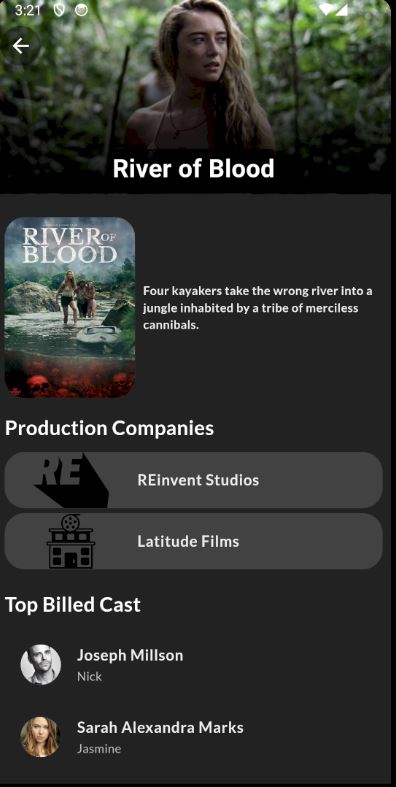 3:21
River of Blood
RIVER OF
BLOOD
Four kayakers take the wrong river into a
jungle inhabited by a tribe of merciless
cannibals.
Production Companies
RE
REinvent Studios
Latitude Films
Top Billed Cast
Joseph Millson
Nick
Sarah Alexandra Marks
Jasmine